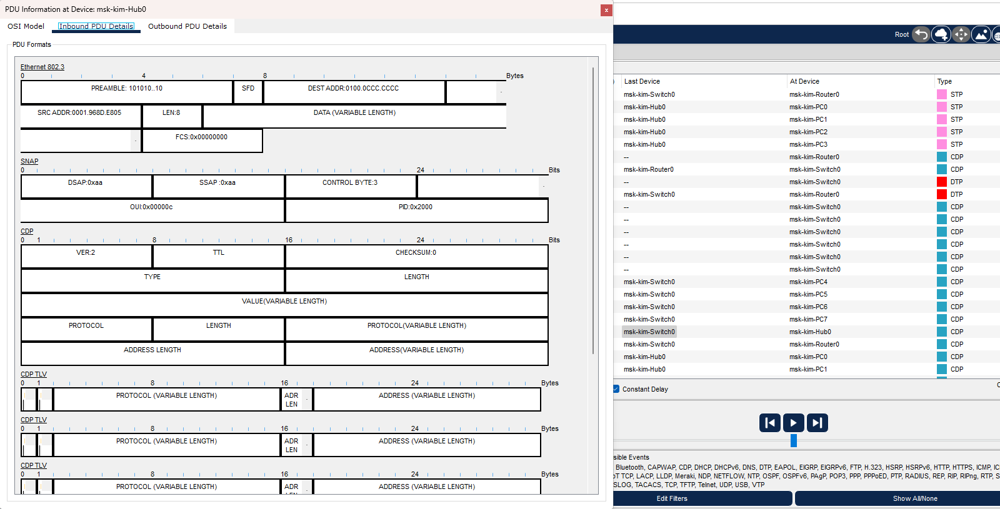 PDU Information at Device: msk-kim-Hub0
x
OSI Model Inbound PDU Details Outbound PDU Details
PDU Formats
Ethernet 802.3
0 4 8 Bytes
PREAMBLE: 101010..10 SFD DEST ADDR:0100.0CCC.CCCC
SRC ADDR:0001.968D.E805 LEN:8 DATA (VARIABLE LENGTH)
FCS:0x00000000
SNAP
0 24 Bits
DSAP:0xaa SSAP :0xaa CONTROL BYTE:3
OUI:0x00000c PID:0x2000
CDP
0 1 8 16 24 Bits
VER:2 TTL CHECKSUM:0
TYPE LENGTH
VALUE(VARIABLE LENGTH)
PROTOCOL LENGTH PROTOCOL(VARIABLE LENGTH)
ADDRESS LENGTH ADDRESS(VARIABLE LENGTH)
CDP TLV
0 1 8 16 24 Bytes
PROTOCOL (VARIABLE LENGTH) ADR LEN ADDRESS (VARIABLE LENGTH)
CDP TLV
0 1 8 16 24 Bytes
PROTOCOL (VARIABLE LENGTH) ADR LEN ADDRESS (VARIABLE LENGTH)
CDP TLV
0 1 8 16 24 Bytes
PROTOCOL (VARIABLE LENGTH) ADR LEN ADDRESS (VARIABLE LENGTH)
Root
Last Device At Device Type
msk-kim-Switch0 msk-kim-Router0 STP
msk-kim-Hub0 msk-kim-PC0 STP
msk-kim-Hub0 msk-kim-PC1 STP
msk-kim-Hub0 msk-kim-PC2 STP
msk-kim-Hub0 msk-kim-PC3 STP
-- msk-kim-Router0 CDP
msk-kim-Router0 msk-kim-Switch0 CDP
-- msk-kim-Switch0 DTP
msk-kim-Switch0 msk-kim-Router0 DTP
-- msk-kim-Switch0 CDP
-- msk-kim-Switch0 CDP
-- msk-kim-Switch0 CDP
-- msk-kim-Switch0 CDP
-- msk-kim-Switch0 CDP
-- msk-kim-Switch0 CDP
msk-kim-Switch0 msk-kim-PC4 CDP
msk-kim-Switch0 msk-kim-PC5 CDP
msk-kim-Switch0 msk-kim-PC6 CDP
msk-kim-Switch0 msk-kim-PC7 CDP
msk-kim-Switch0 msk-kim-Hub0 CDP
msk-kim-Switch0 msk-kim-Router0 CDP
msk-kim-Hub0 msk-kim-PC0 CDP
msk-kim-Hub0 msk-kim-PC1 CDP
Constant Delay
sible Events
Bluetooth, CAPWAP, CDP, DHCP, DHCPv6, DNS, DTP, EAPOL, EIGRP, EIGRPv6, FTP, H.323, HSRP, HSRPv6, HTTP, HTTPS, ICMP, IC
oT TCP, LACP, LLDP, Meraki, NDP, NETFLOW, NTP, OSPF, OSPFv6, PAgP, POP3, PPP, PPPoED, PTP, RADIUS, REP, RIP, RIPng, RTP, S
SLOG, TACACS, TCP, TFTP, Telnet, UDP, USB, VTP
Edit Filters Show All/None